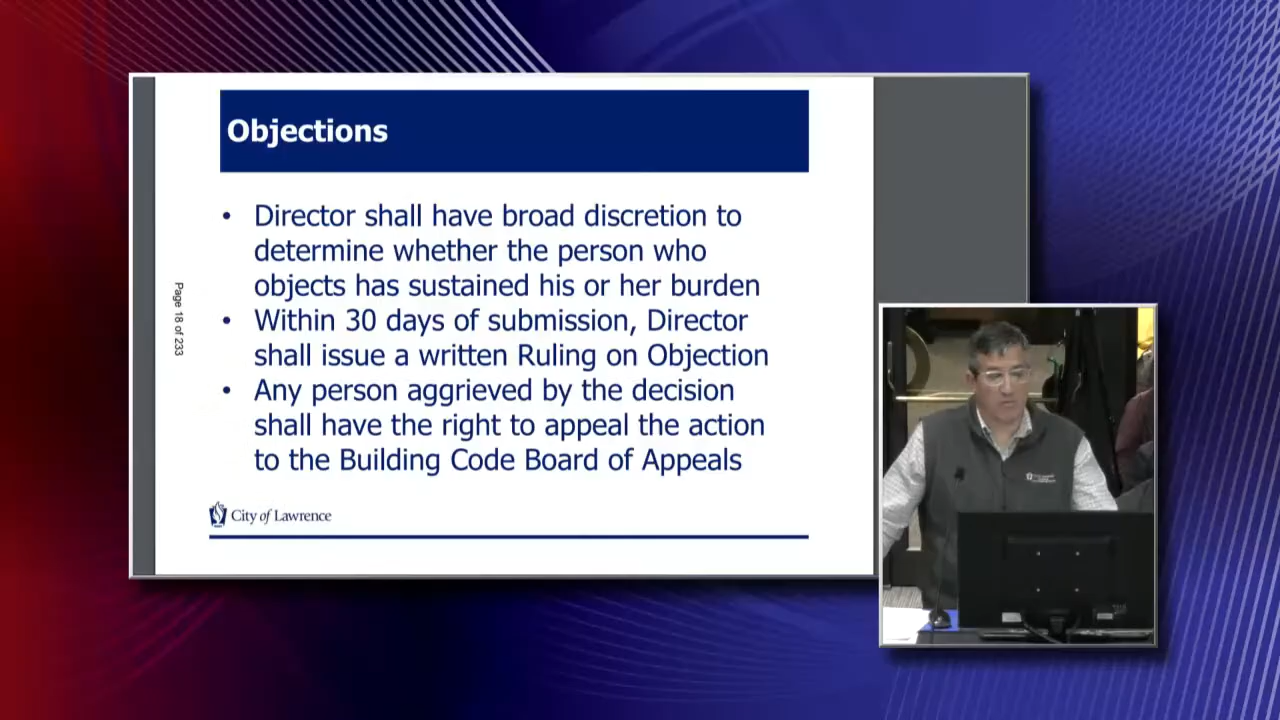 Objections
• Director shall have broad discretion to
determine whether the person who
objects has sustained his or her burden
• Within 30 days of submission, Director
shall issue a written Ruling on Objection
• Any person aggrieved by the decision
shall have the right to appeal the action
to the Building Code Board of Appeals
City of Lawrence
Page 18 of 233